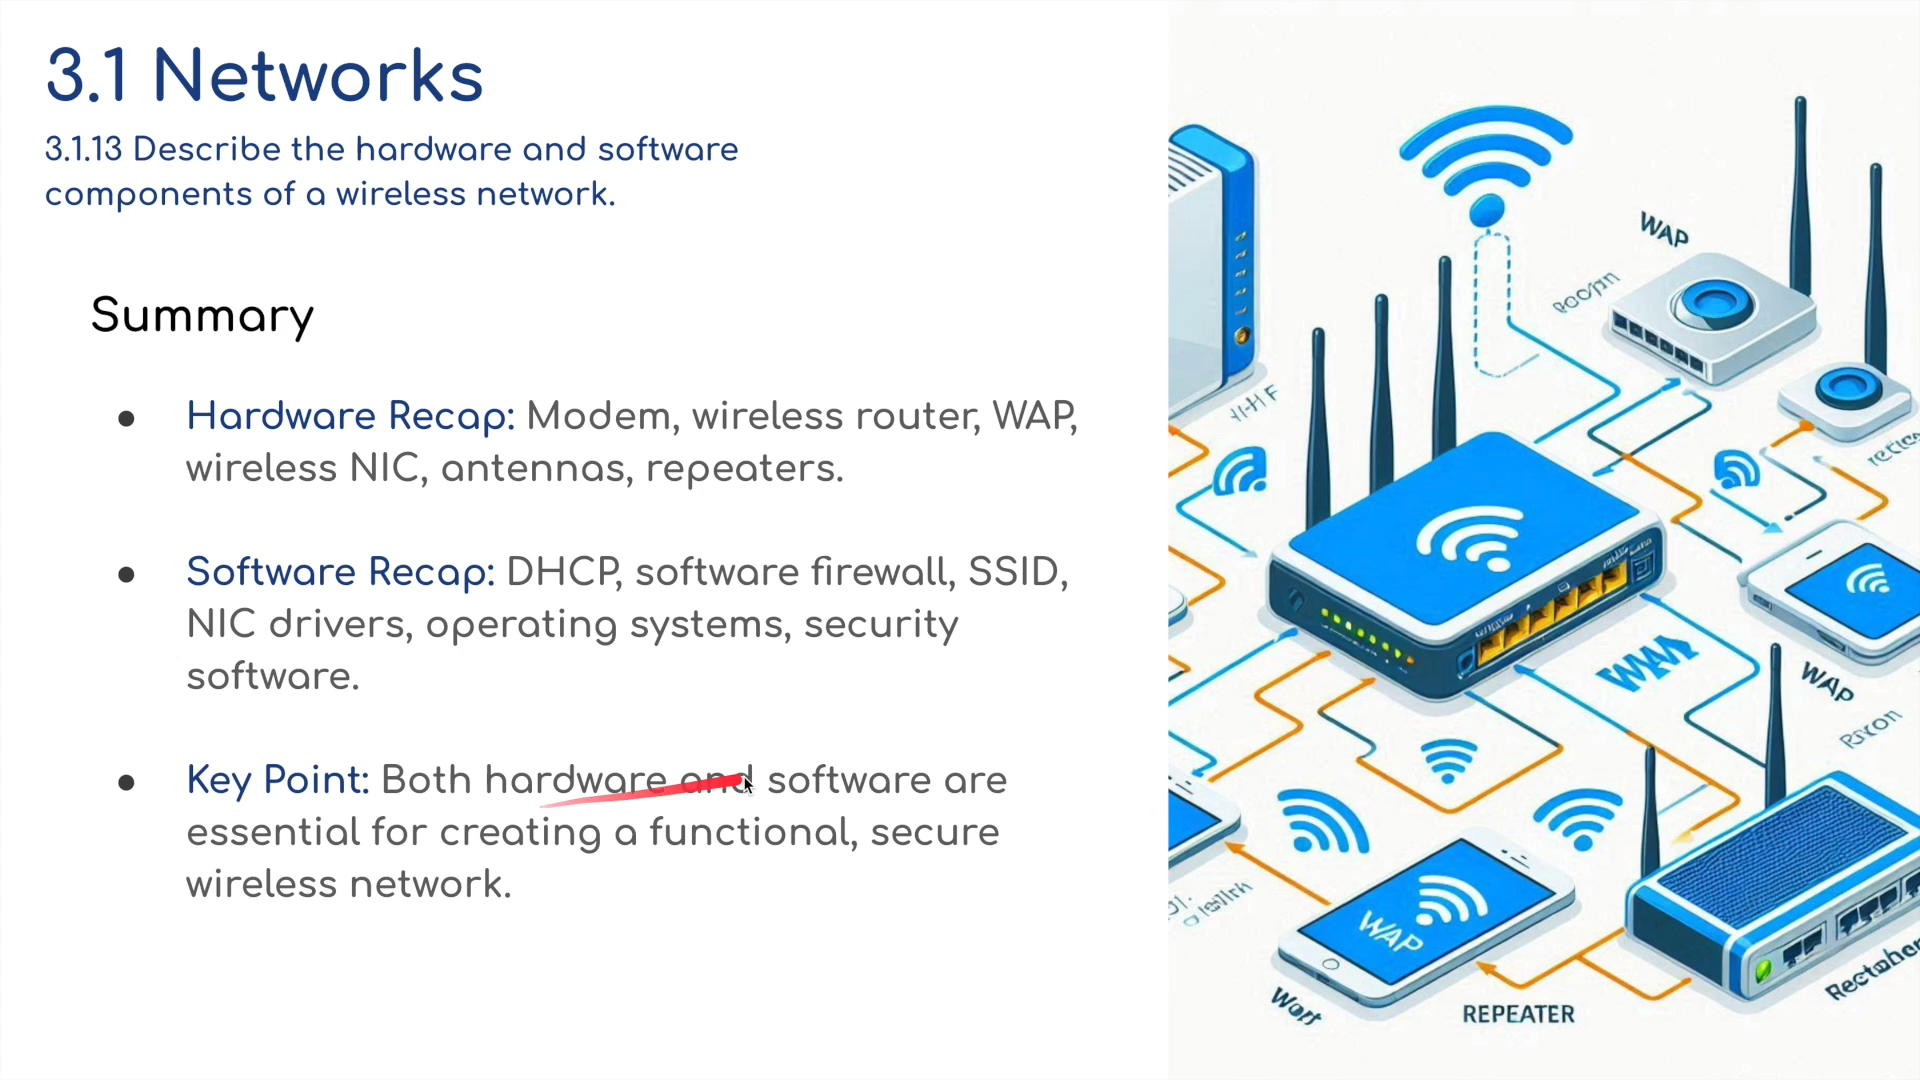 3.1 Networks
3.1.13 Describe the hardware and software
components of a wireless network.
Summary
● Hardware Recap: Modem, wireless router, WAP,
wireless NIC, antennas, repeaters.
● Software Recap: DHCP, software firewall, SSID,
NIC drivers, operating systems, security
software.
● Key Point: Both hardware and software are
essential for creating a functional, secure
wireless network.
WAP
WAP
WAP
REPEATER